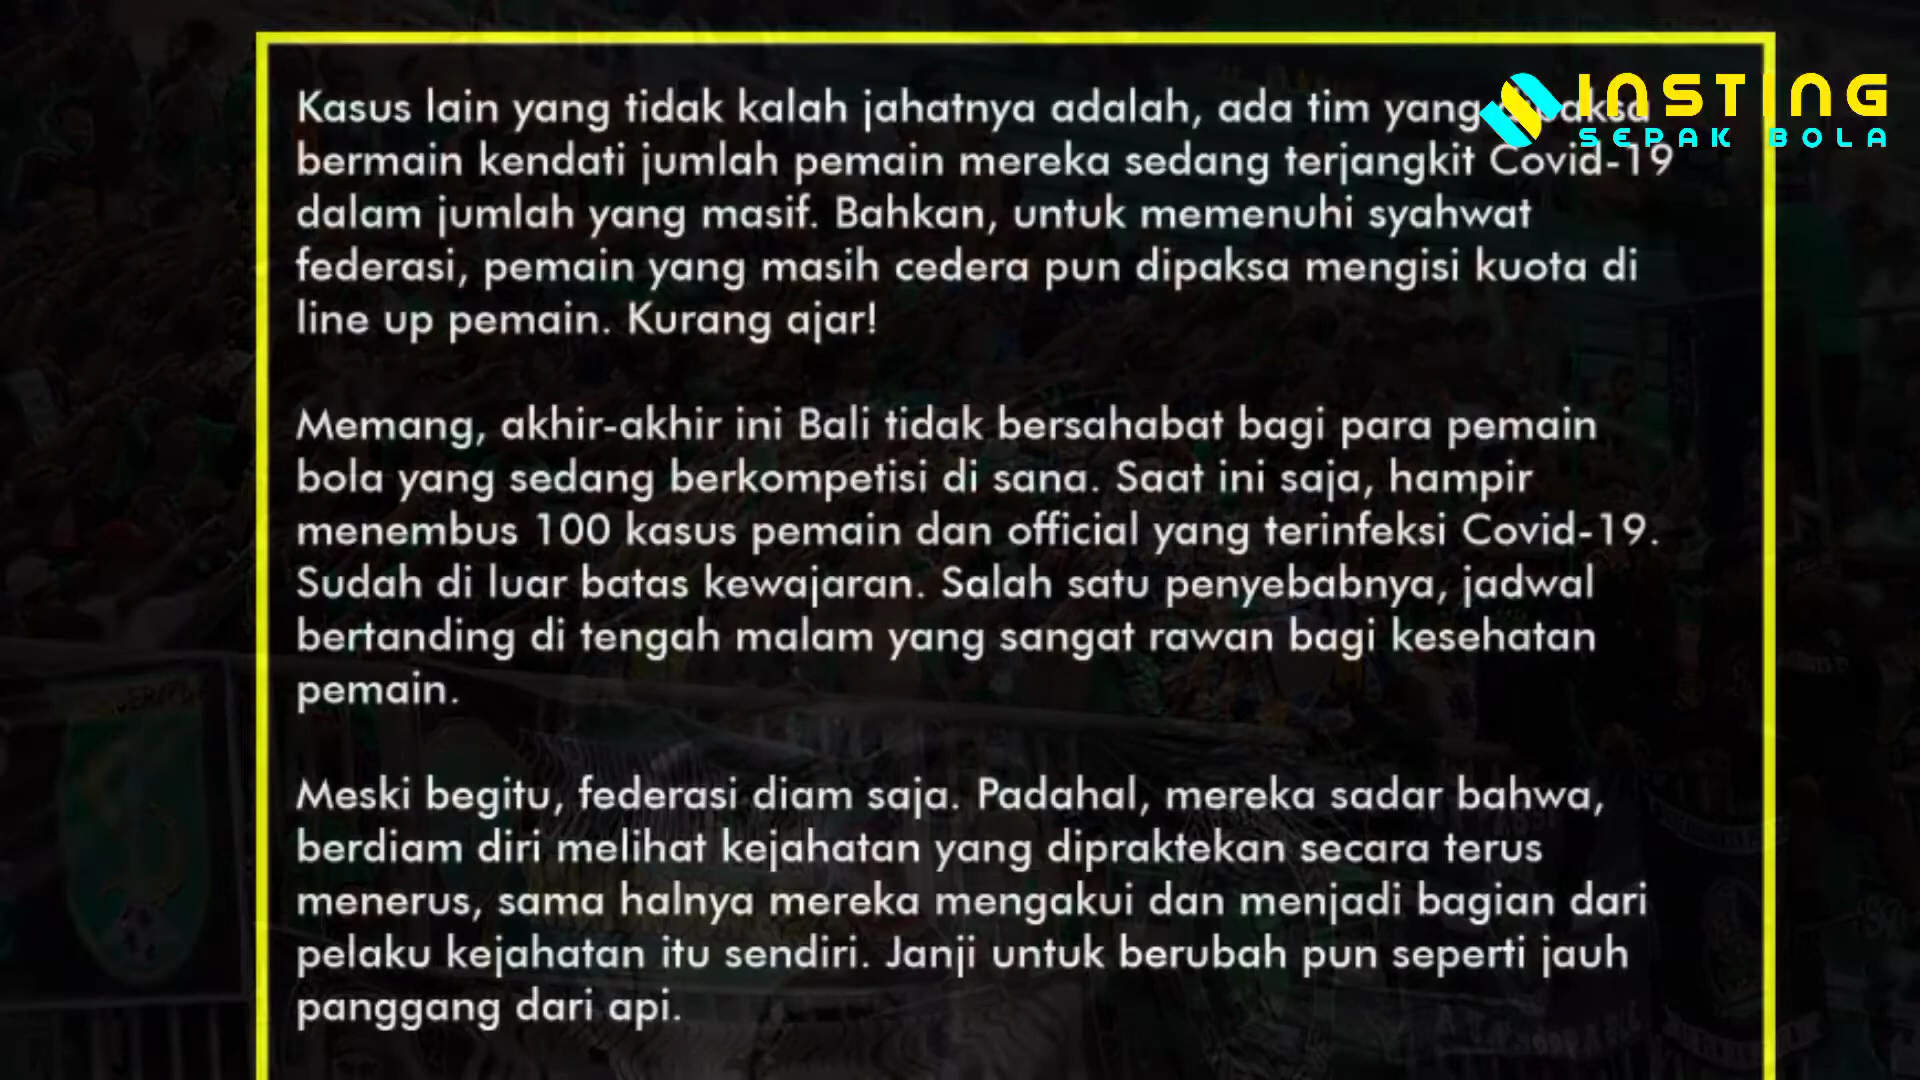 INSTING
SEPAK BOLA
Kasus lain yang tidak kalah jahatnya adalah, ada tim yang
bermain kendati jumlah pemain mereka sedang terjangkit Covid-19
dalam jumlah yang masif. Bahkan, untuk memenuhi syahwat
federasi, pemain yang masih cedera pun dipaksa mengisi kuota di
line up pemain. Kurang ajar!
Memang, akhir-akhir ini Bali tidak bersahabat bagi para pemain
bola yang sedang berkompetisi di sana. Saat ini saja, hampir
menembus 100 kasus pemain dan official yang terinfeksi Covid-19.
Sudah di luar batas kewajaran. Salah satu penyebabnya, jadwal
bertanding di tengah malam yang sangat rawan bagi kesehatan
pemain.
Meski begitu, federasi diam saja. Padahal, mereka sadar bahwa,
berdiam diri melihat kejahatan yang dipraktekan secara terus
menerus, sama halnya mereka mengakui dan menjadi bagian dari
pelaku kejahatan itu sendiri. Janji untuk berubah pun seperti jauh
panggang dari api.